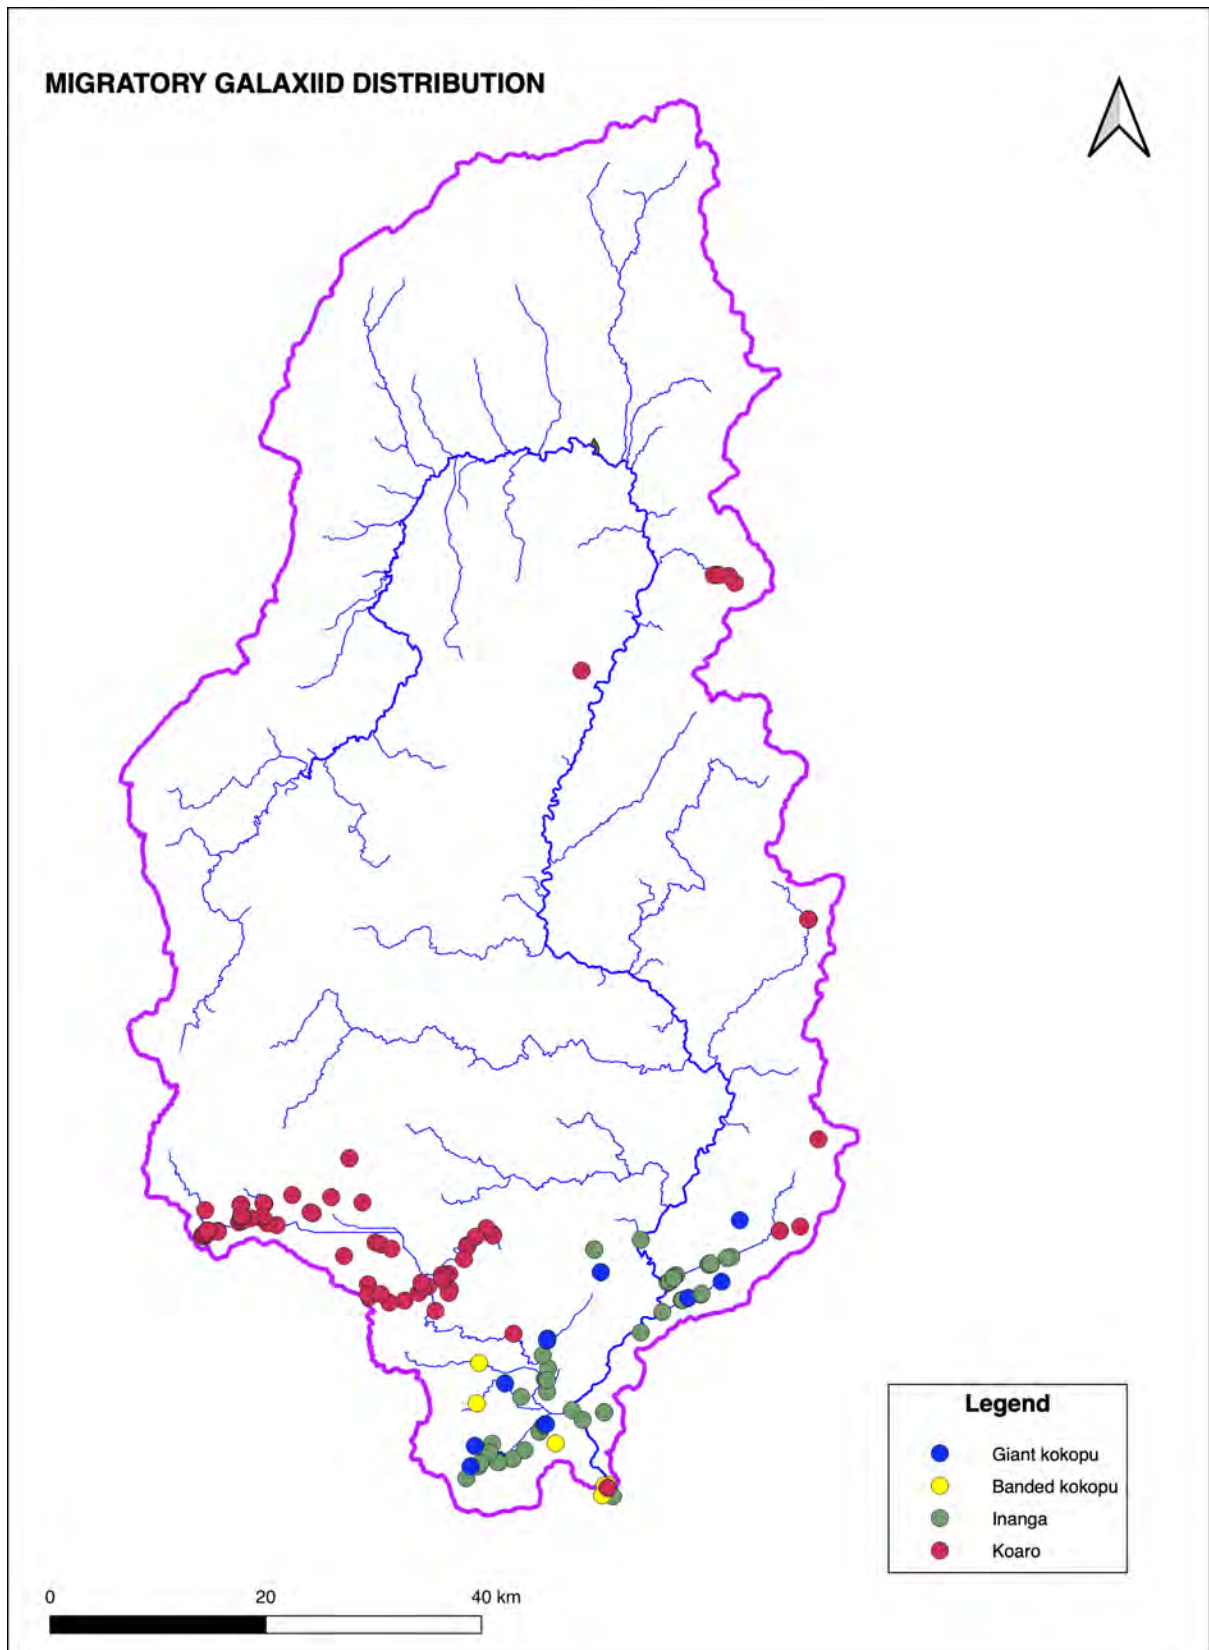 MIGRATORY GALAXIID DISTRIBUTION
Legend
Giant kokopu
Banded kokopu
Inanga
Koaro
0 20 40 km